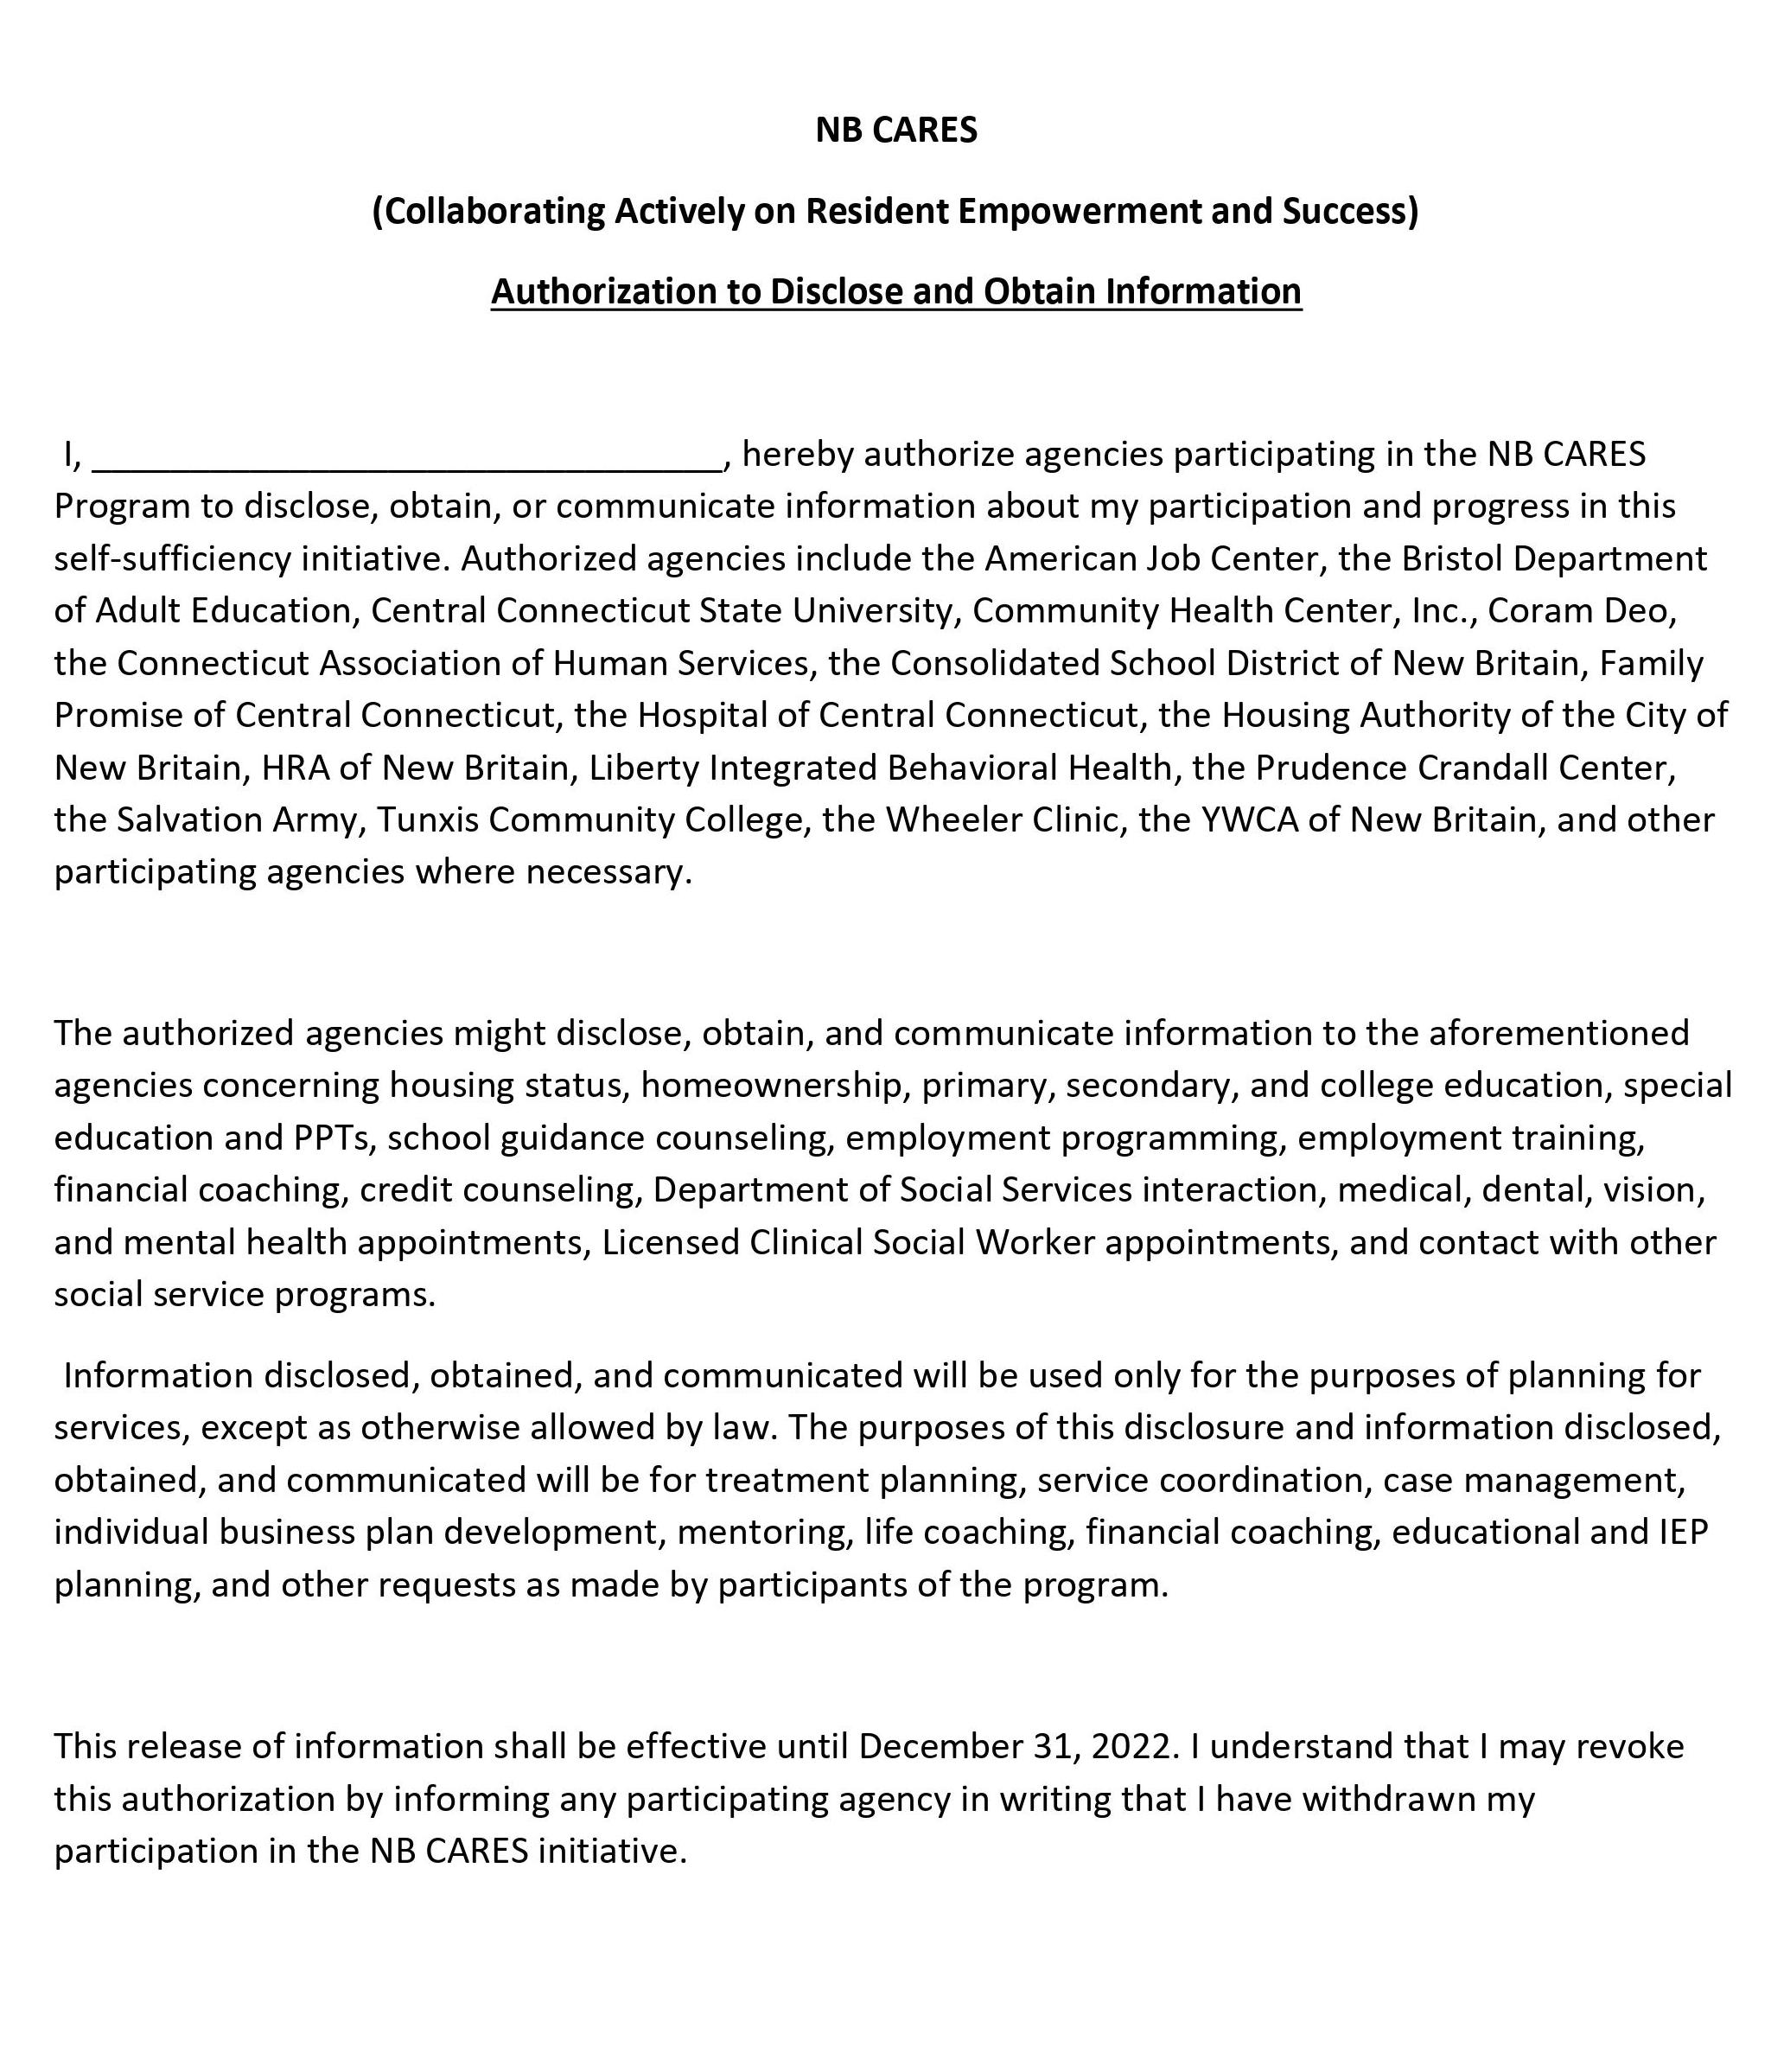 NB CARES
(Collaborating Actively on Resident Empowerment and Success)
Authorization to Disclose and Obtain Information
I, _________________________________, hereby authorize agencies participating in the NB CARES
Program to disclose, obtain, or communicate information about my participation and progress in this
self-sufficiency initiative. Authorized agencies include the American Job Center, the Bristol Department
of Adult Education, Central Connecticut State University, Community Health Center, Inc., Coram Deo,
the Connecticut Association of Human Services, the Consolidated School District of New Britain, Family
Promise of Central Connecticut, the Hospital of Central Connecticut, the Housing Authority of the City of
New Britain, HRA of New Britain, Liberty Integrated Behavioral Health, the Prudence Crandall Center,
the Salvation Army, Tunxis Community College, the Wheeler Clinic, the YWCA of New Britain, and other
participating agencies where necessary.
The authorized agencies might disclose, obtain, and communicate information to the aforementioned
agencies concerning housing status, homeownership, primary, secondary, and college education, special
education and PPTs, school guidance counseling, employment programming, employment training,
financial coaching, credit counseling, Department of Social Services interaction, medical, dental, vision,
and mental health appointments, Licensed Clinical Social Worker appointments, and contact with other
social service programs.
Information disclosed, obtained, and communicated will be used only for the purposes of planning for
services, except as otherwise allowed by law. The purposes of this disclosure and information disclosed,
obtained, and communicated will be for treatment planning, service coordination, case management,
individual business plan development, mentoring, life coaching, financial coaching, educational and IEP
planning, and other requests as made by participants of the program.
This release of information shall be effective until December 31, 2022. I understand that I may revoke
this authorization by informing any participating agency in writing that I have withdrawn my
participation in the NB CARES initiative.